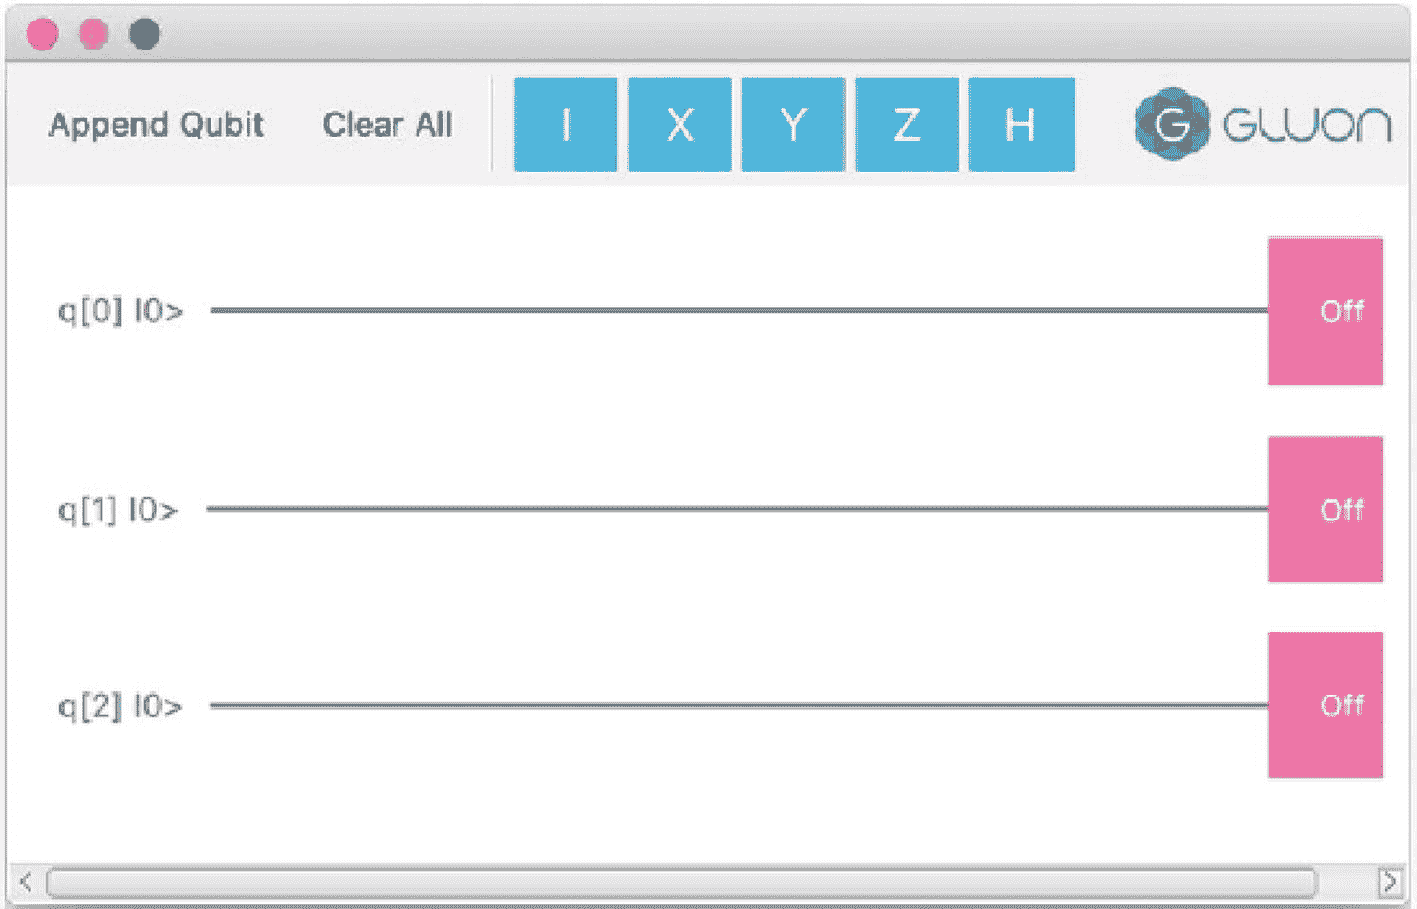 Append Qubit Clear All I X Y Z H G GLUON
q[0] |0> Off
q[1] |0> Off
q[2] |0> Off